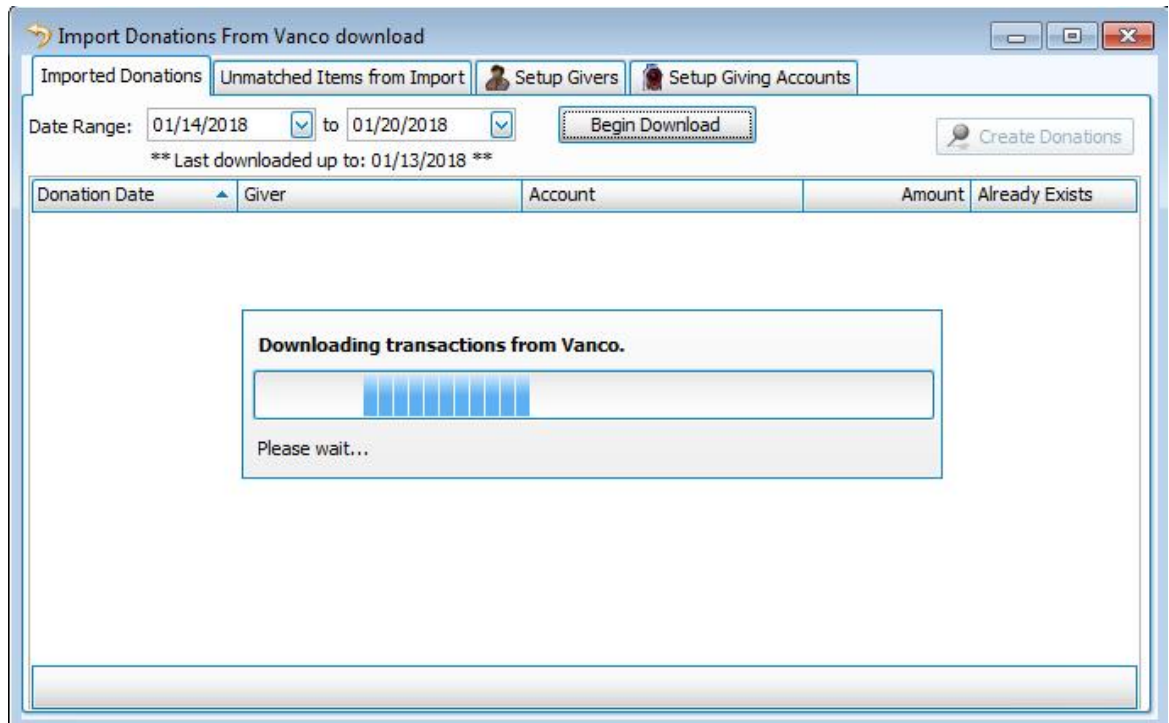 Import Donations From Vanco download
Imported Donations Unmatched Items from Import Setup Givers Setup Giving Accounts
Date Range: 01/14/2018 to 01/20/2018 Begin Download Create Donations
** Last downloaded up to: 01/13/2018 **
Donation Date Giver Account Amount Already Exists
Downloading transactions from Vanco.
Please wait...